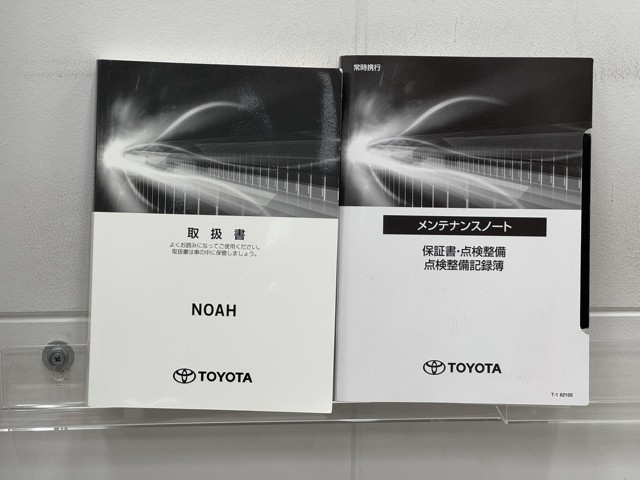 取扱書
よくお読みになってご使用ください。
取扱書は車の中に保管しましょう。
NOAH
TOYOTA
常時携行
メンテナンスノート
保証書・点検整備
点検整備記録簿
TOYOTA